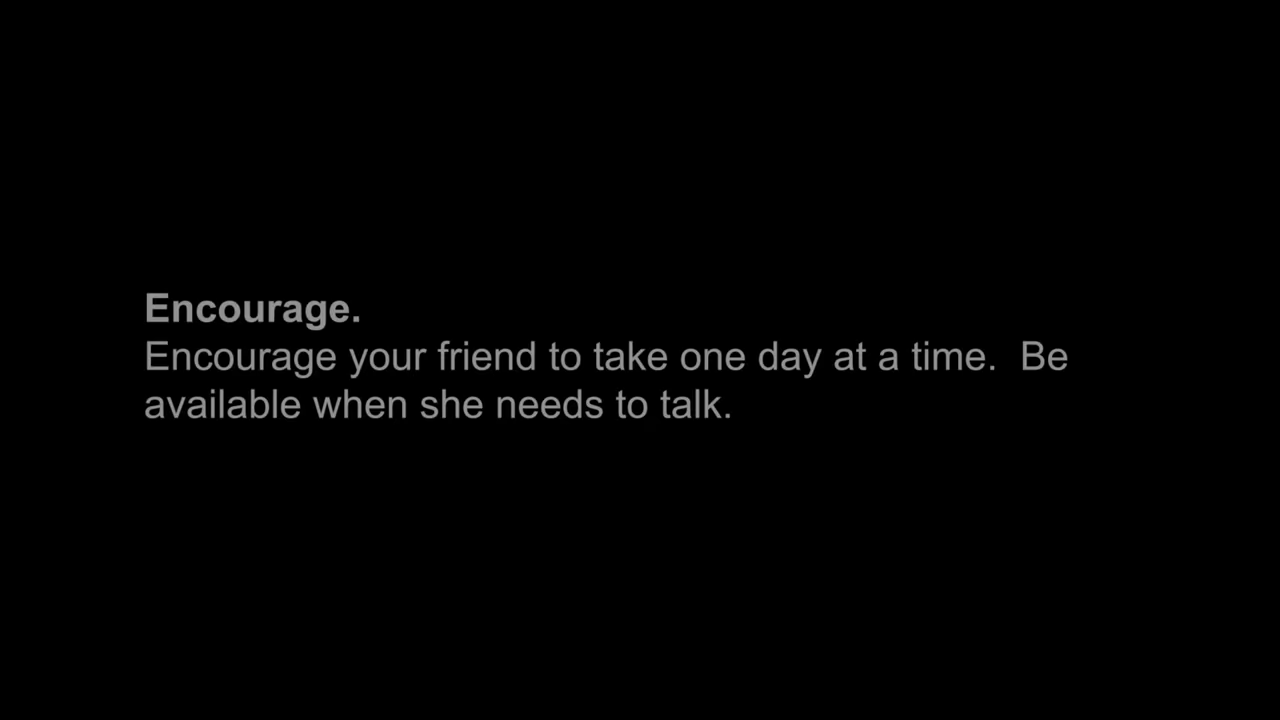 Encourage.
Encourage your friend to take one day at a time.  Be
available when she needs to talk.